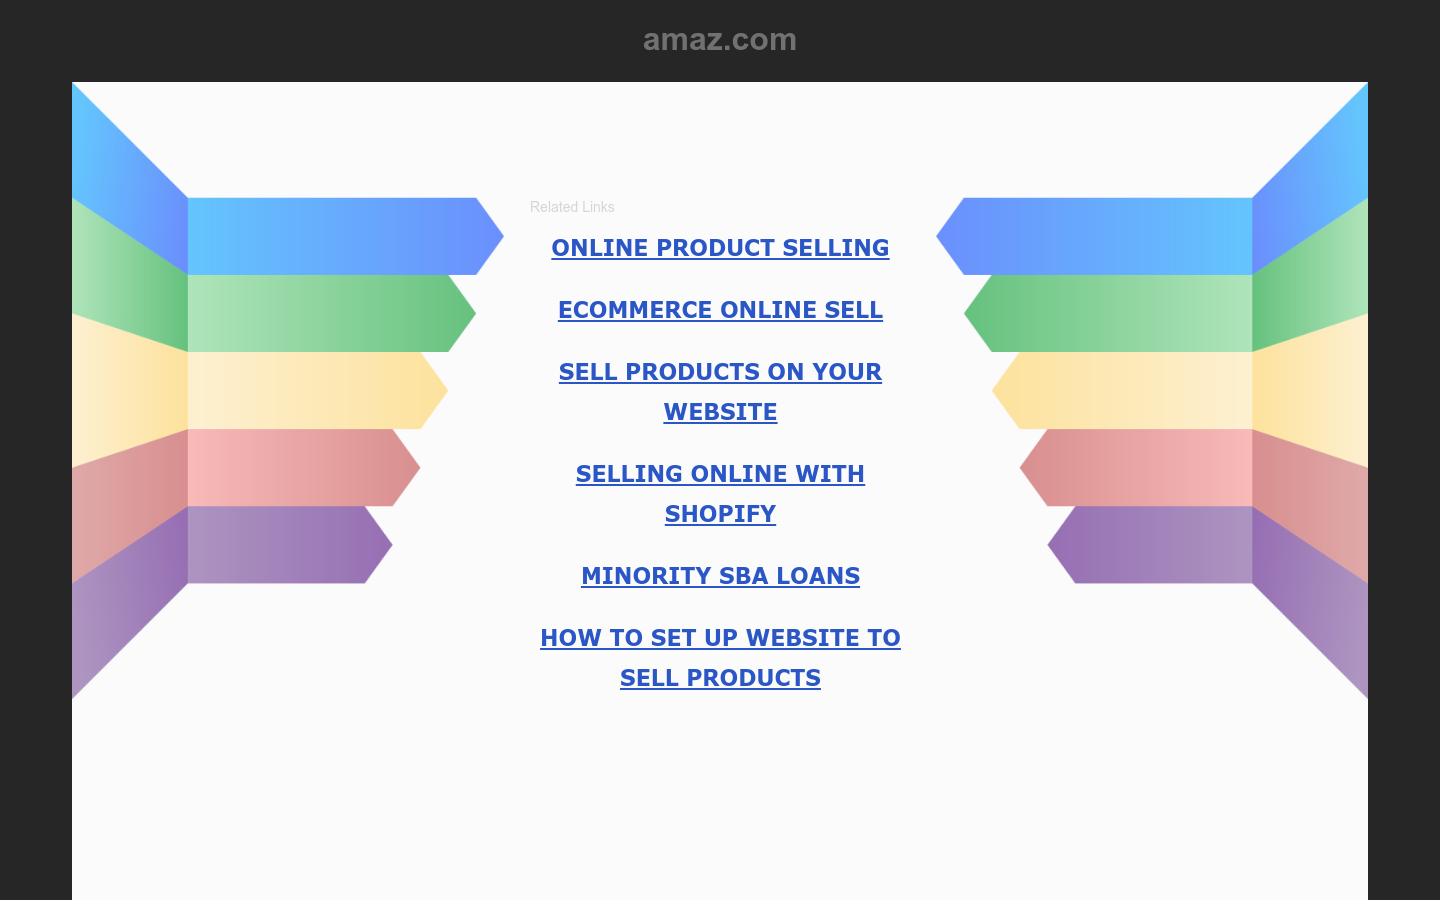 amaz.com
Related Links
ONLINE PRODUCT SELLING
ECOMMERCE ONLINE SELL
SELL PRODUCTS ON YOUR
WEBSITE
SELLING ONLINE WITH
SHOPIFY
MINORITY SBA LOANS
HOW TO SET UP WEBSITE TO
SELL PRODUCTS